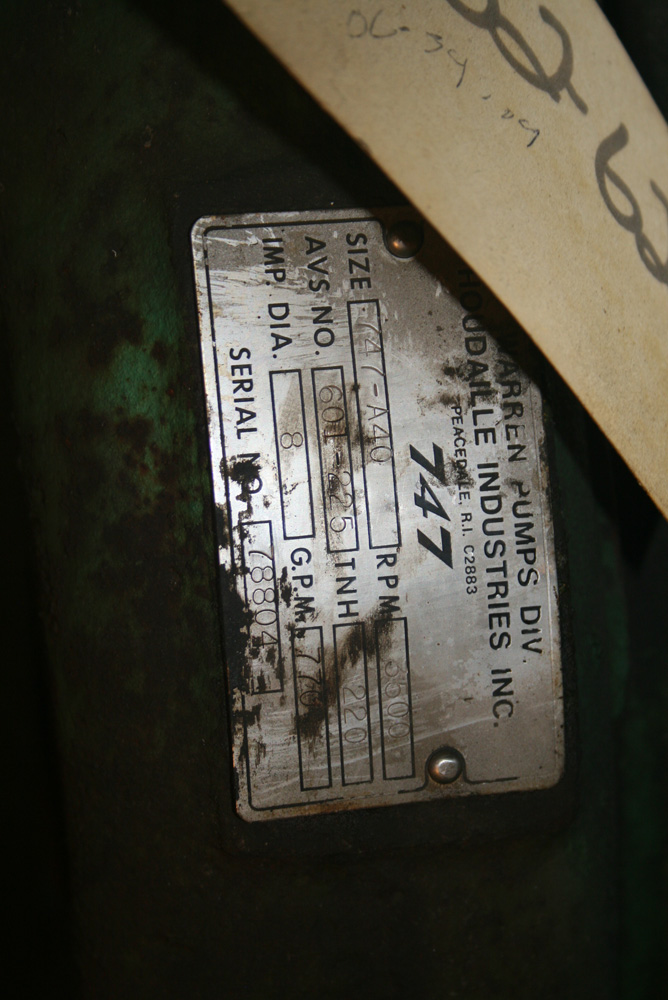 WARREN PUMPS DIV.
HOUDAILLE INDUSTRIES INC.
PEACEDALE, R.I. C2883
747
SIZE 747-A40 RPM 3500
AVS NO. 601-225 INH 220
IMP. DIA. 8 G.P.M. 770
SERIAL NO. 78804